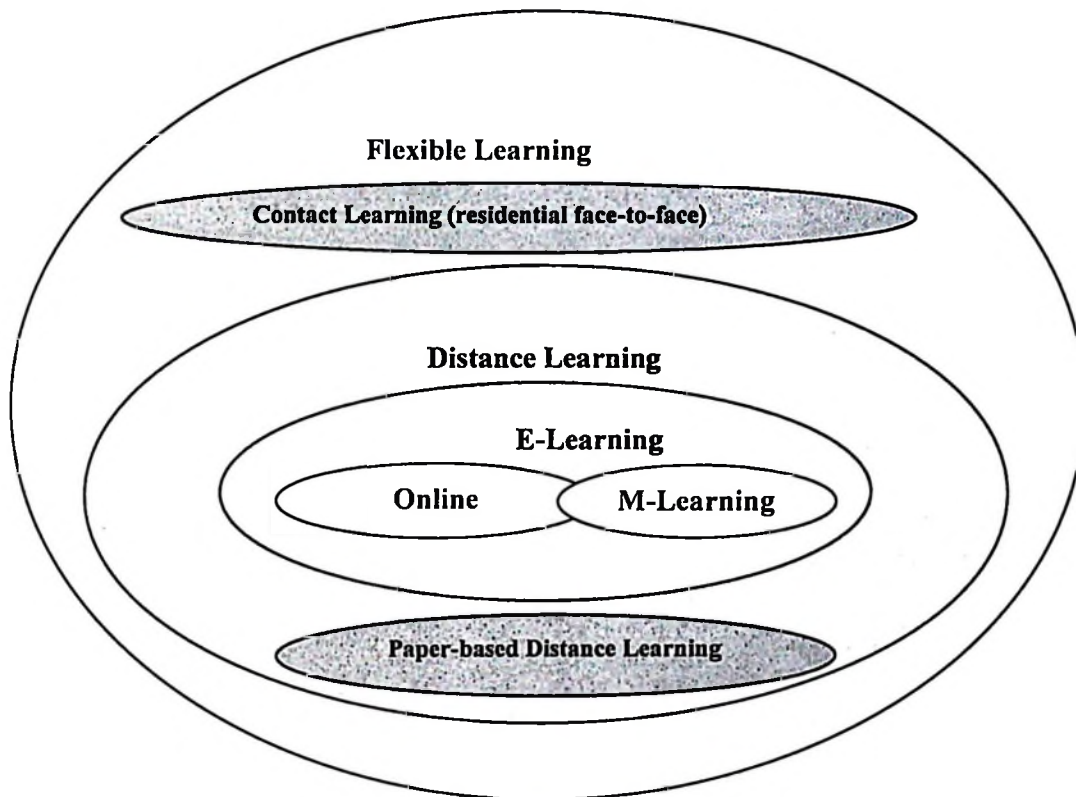 Flexible Learning
Contact Learning (residential face-to-face)
Distance Learning
E-Learning
Online
M-Learning
Paper-based Distance Learning